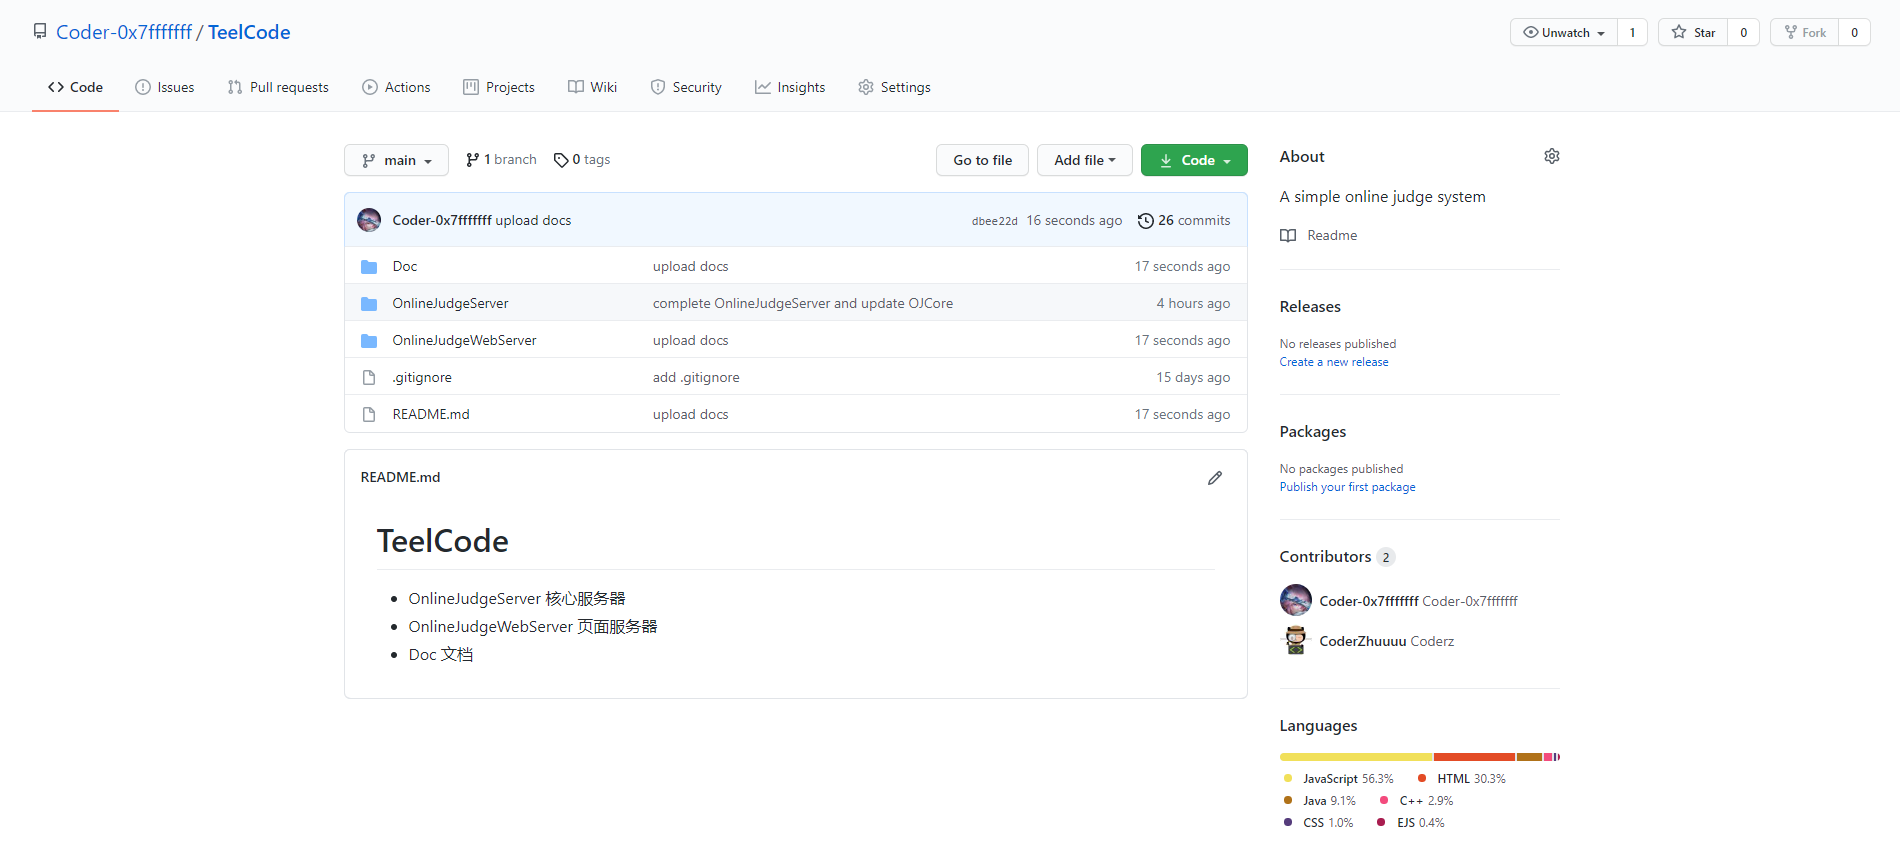 Coder-0x7fffffff / TeelCode
Unwatch 1 Star 0 Fork 0
Code Issues Pull requests Actions Projects Wiki Security Insights Settings
main 1 branch 0 tags Go to file Add file Code
Coder-0x7fffffff upload docs dbee22d 16 seconds ago 26 commits
Doc upload docs 17 seconds ago
OnlineJudgeServer complete OnlineJudgeServer and update OJCore 4 hours ago
OnlineJudgeWebServer upload docs 17 seconds ago
.gitignore add .gitignore 15 days ago
README.md upload docs 17 seconds ago
README.md
TeelCode
OnlineJudgeServer 核心服务器
OnlineJudgeWebServer 页面服务器
Doc 文档
About
A simple online judge system
Readme
Releases
No releases published
Create a new release
Packages
No packages published
Publish your first package
Contributors 2
Coder-0x7fffffff Coder-0x7fffffff
CoderZhuuuu Coderz
Languages
JavaScript 56.3% HTML 30.3%
Java 9.1% C++ 2.9%
CSS 1.0% EJS 0.4%